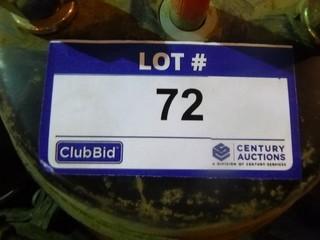 LOT #
72
ClubBid
CENTURY
AUCTIONS
A DIVISION OF CENTURY SERVICES